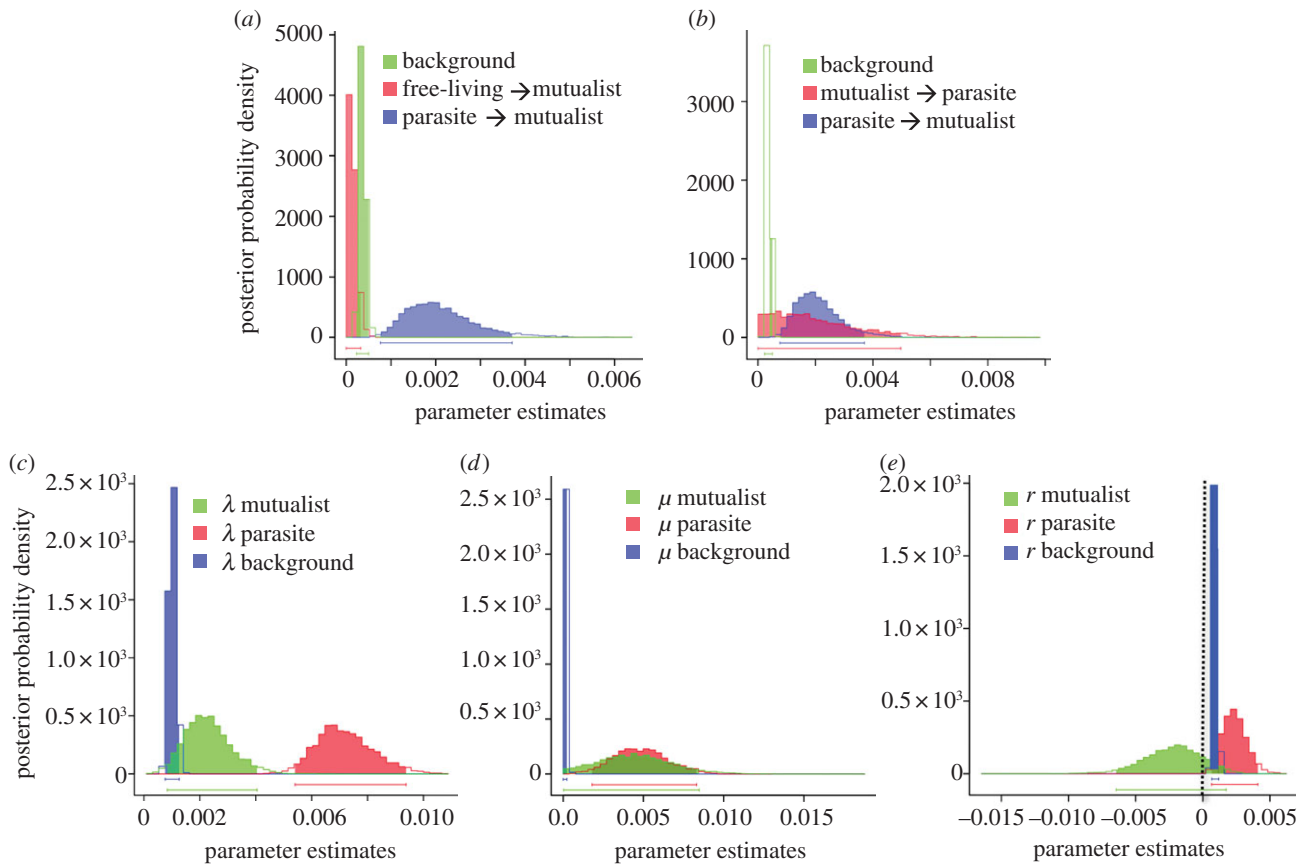 (a)
5000
4000
3000
2000
1000
0
posterior probability density
background
free-living → mutualist
parasite → mutualist
0 0.002 0.004 0.006
parameter estimates
(b)
3000
2000
1000
0
background
mutualist → parasite
parasite → mutualist
0 0.004 0.008
parameter estimates
(c)
2.5 × 10³
2.0 × 10³
1.5 × 10³
1.0 × 10³
0.5 × 10³
0
posterior probability density
λ mutualist
λ parasite
λ background
0 0.002 0.006 0.010
parameter estimates
(d)
2.5 × 10³
2.0 × 10³
1.5 × 10³
1.0 × 10³
0.5 × 10³
0
μ mutualist
μ parasite
μ background
0.0 0.005 0.010 0.015
parameter estimates
(e)
2.0 × 10³
1.5 × 10³
1.0 × 10³
0.5 × 10³
0
r mutualist
r parasite
r background
−0.015 −0.010 −0.005 0 0.005
parameter estimates